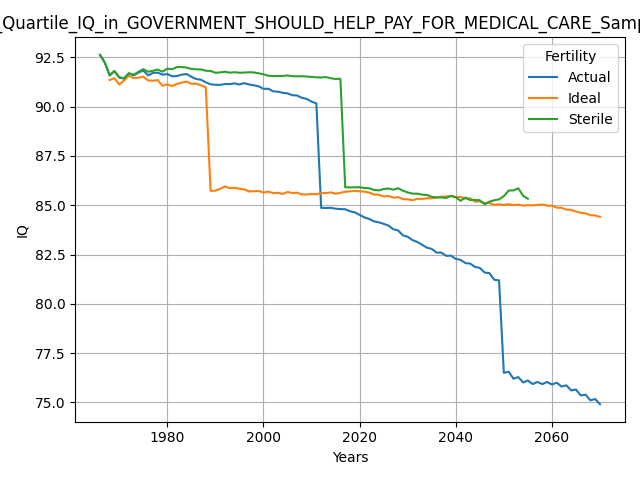 _Quartile_IQ_in_GOVERNMENT_SHOULD_HELP_PAY_FOR_MEDICAL_CARE_Samp
Fertility
Actual
Ideal
Sterile
IQ
92.5
90.0
87.5
85.0
82.5
80.0
77.5
75.0
1980 2000 2020 2040 2060
Years